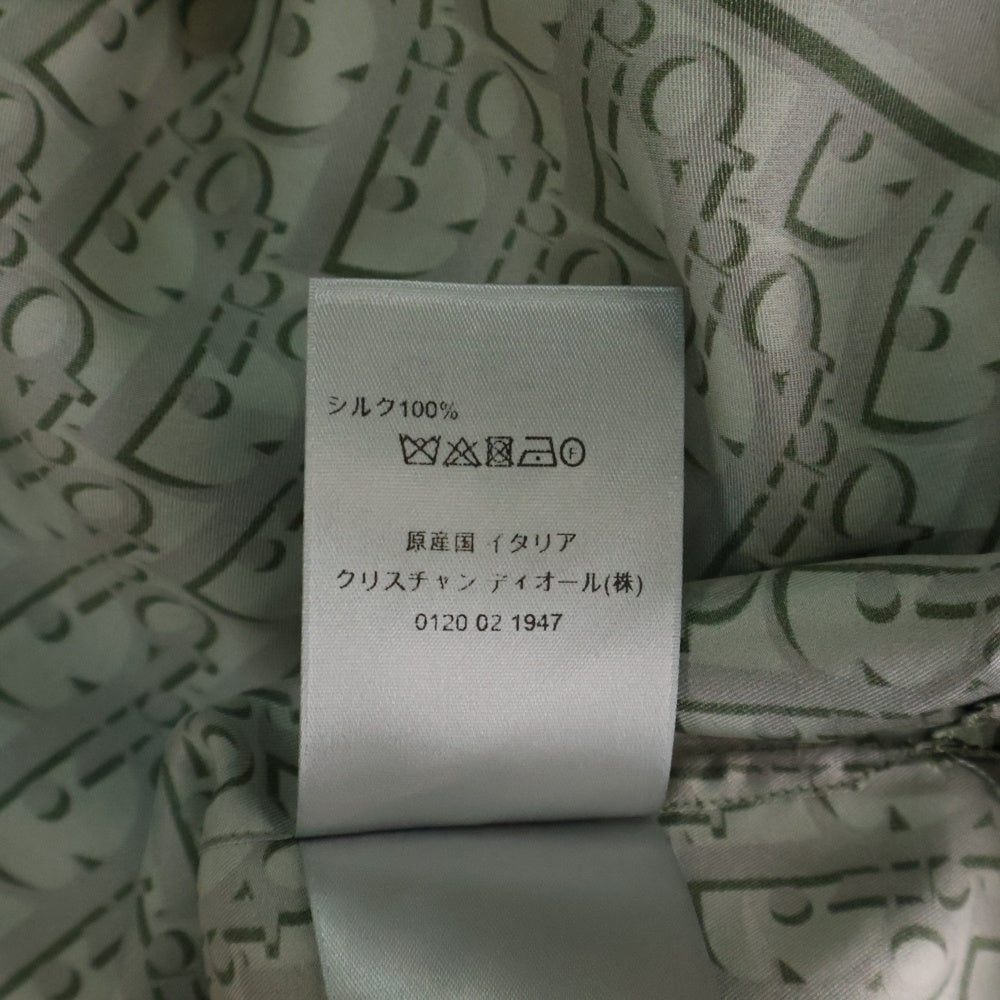 シルク100%
F
原産国 イタリア
クリスチャン ディオール(株)
0120 02 1947